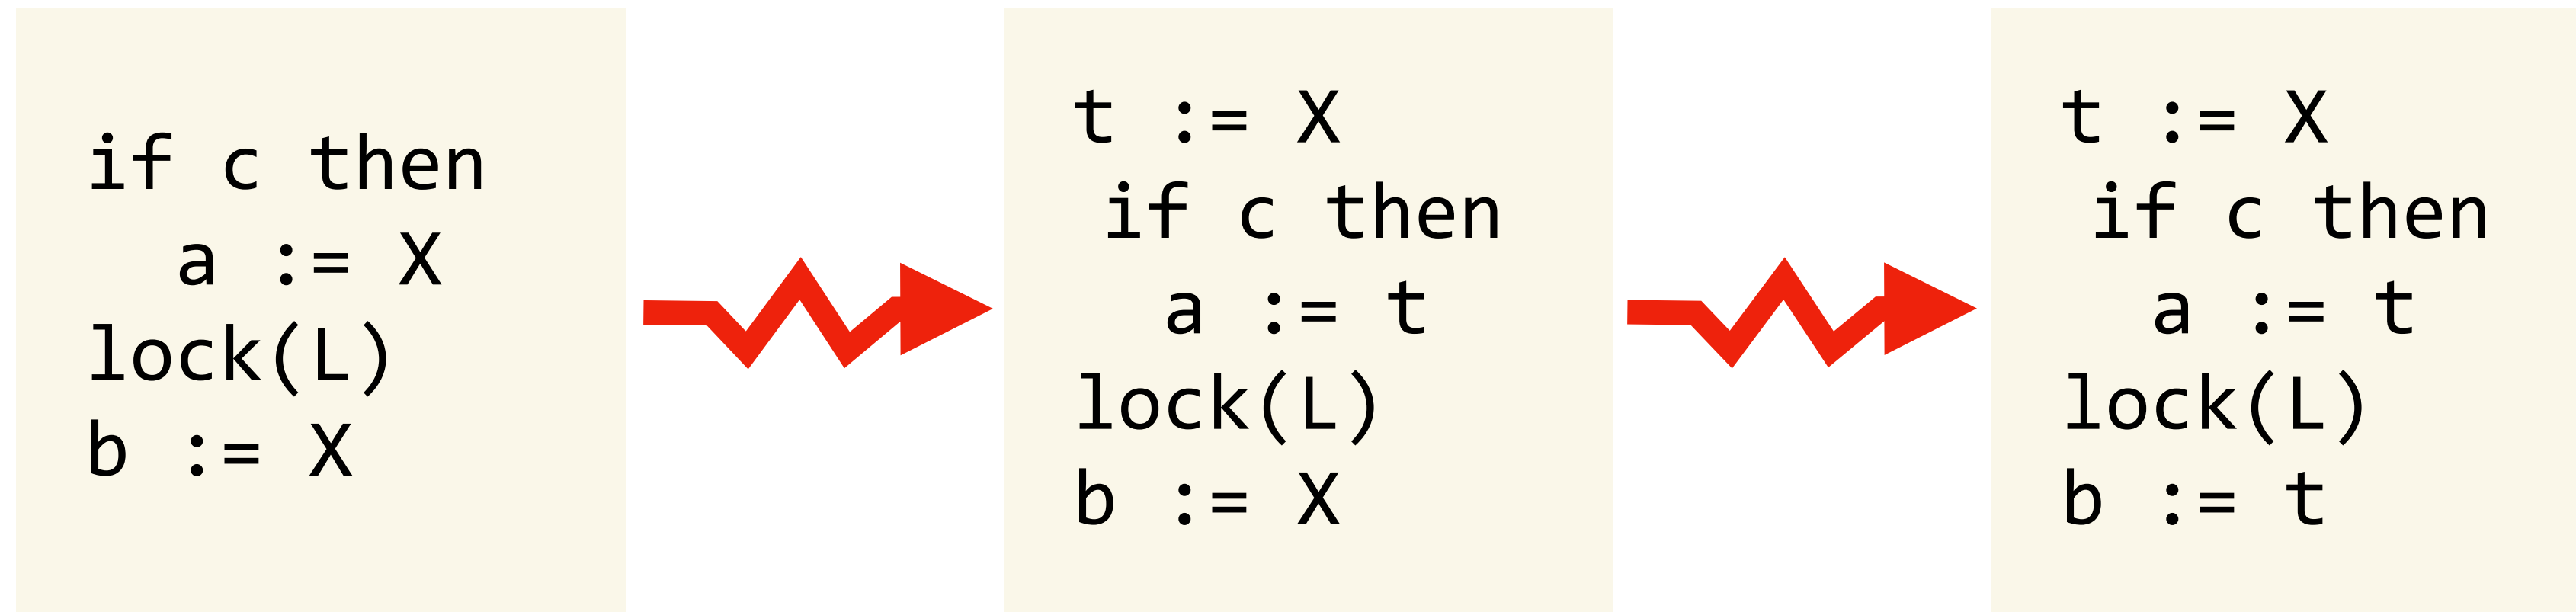 if c then
  a := X
lock(L)
b := X
t := X
 if c then
   a := t
lock(L)
b := X
t := X
 if c then
   a := t
lock(L)
b := t